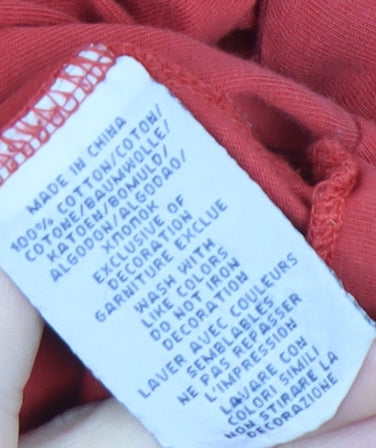 MADE IN CHINA
100% COTTON/COTON/
COTONE/BAUMWOLLE/
KATOEN/BOMULD/
ALGODON/ALGODAO/
ХЛОПОК
EXCLUSIVE OF
DECORATION
GARNITURE EXCLUE
WASH WITH
LIKE COLORS
DO NOT IRON
DECORATION
LAVER AVEC COULEURS
SEMBLABLES
NE PAS REPASSER
L'IMPRESSION
LAVARE CON
COLORI SIMILI
NON STIRARE LA
DECORAZIONE